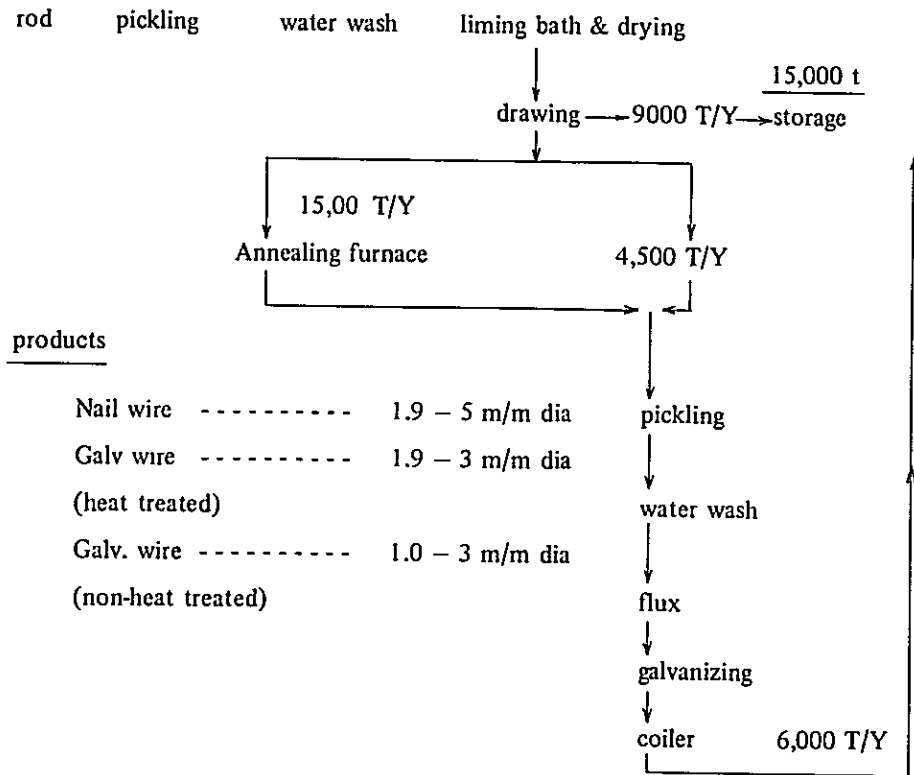 rod pickling water wash liming bath & drying
15,000 t
drawing 9000 T/Y storage
15,00 T/Y
Annealing furnace 4,500 T/Y
products
Nail wire - - - - - - - - - - 1.9 – 5 m/m dia pickling
Galv wire - - - - - - - - - - 1.9 – 3 m/m dia
(heat treated) water wash
Galv. wire - - - - - - - - - - 1.0 – 3 m/m dia
(non-heat treated) flux
galvanizing
coiler 6,000 T/Y